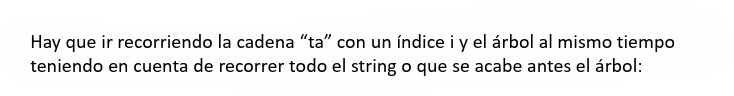 Hay que ir recorriendo la cadena “ta” con un índice i y el árbol al mismo tiempo
teniendo en cuenta de recorrer todo el string o que se acabe antes el árbol: